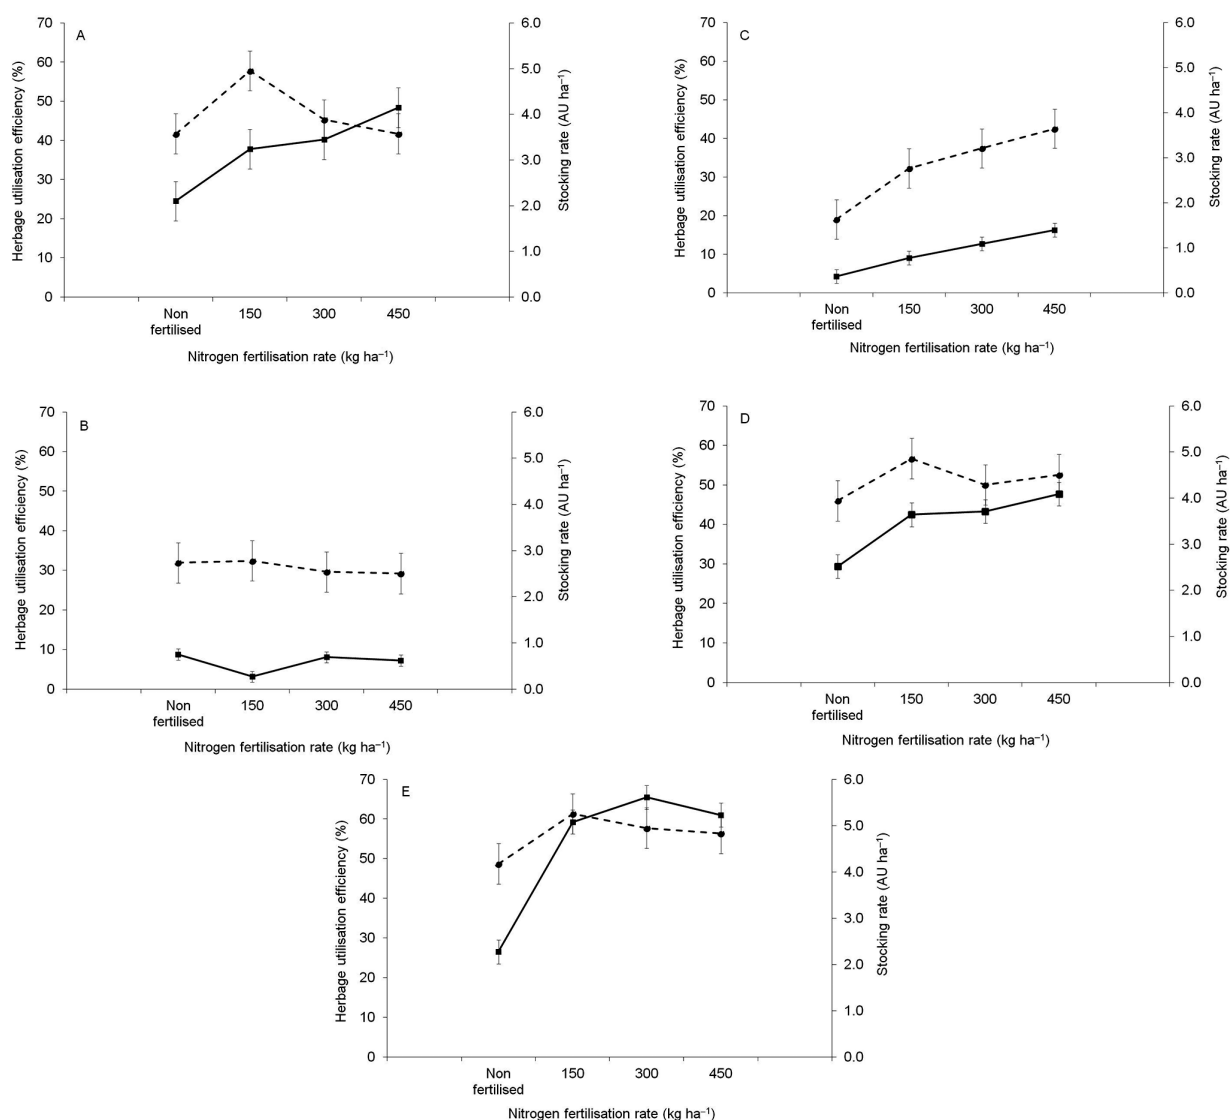 A
70
60
50
40
30
20
10
0
Herbage utilisation efficiency (%)
6.0
5.0
4.0
3.0
2.0
1.0
0.0
Stocking rate (AU ha⁻¹)
Non 150 300 450
fertilised
Nitrogen fertilisation rate (kg ha⁻¹)
C
70
60
50
40
30
20
10
0
Herbage utilisation efficiency (%)
6.0
5.0
4.0
3.0
2.0
1.0
0.0
Stocking rate (AU ha⁻¹)
Non 150 300 450
fertilised
Nitrogen fertilisation rate (kg ha⁻¹)
B
70
60
50
40
30
20
10
0
Herbage utilisation efficiency (%)
6.0
5.0
4.0
3.0
2.0
1.0
0.0
Stocking rate (AU ha⁻¹)
Non 150 300 450
fertilised
Nitrogen fertilisation rate (kg ha⁻¹)
D
70
60
50
40
30
20
10
0
Herbage utilisation efficiency (%)
6.0
5.0
4.0
3.0
2.0
1.0
0.0
Stocking rate (AU ha⁻¹)
Non 150 300 450
fertilised
Nitrogen fertilisation rate (kg ha⁻¹)
E
70
60
50
40
30
20
10
0
Herbage utilisation efficiency (%)
6.0
5.0
4.0
3.0
2.0
1.0
0.0
Stocking rate (AU ha⁻¹)
Non 150 300 450
fertilised
Nitrogen fertilisation rate (kg ha⁻¹)